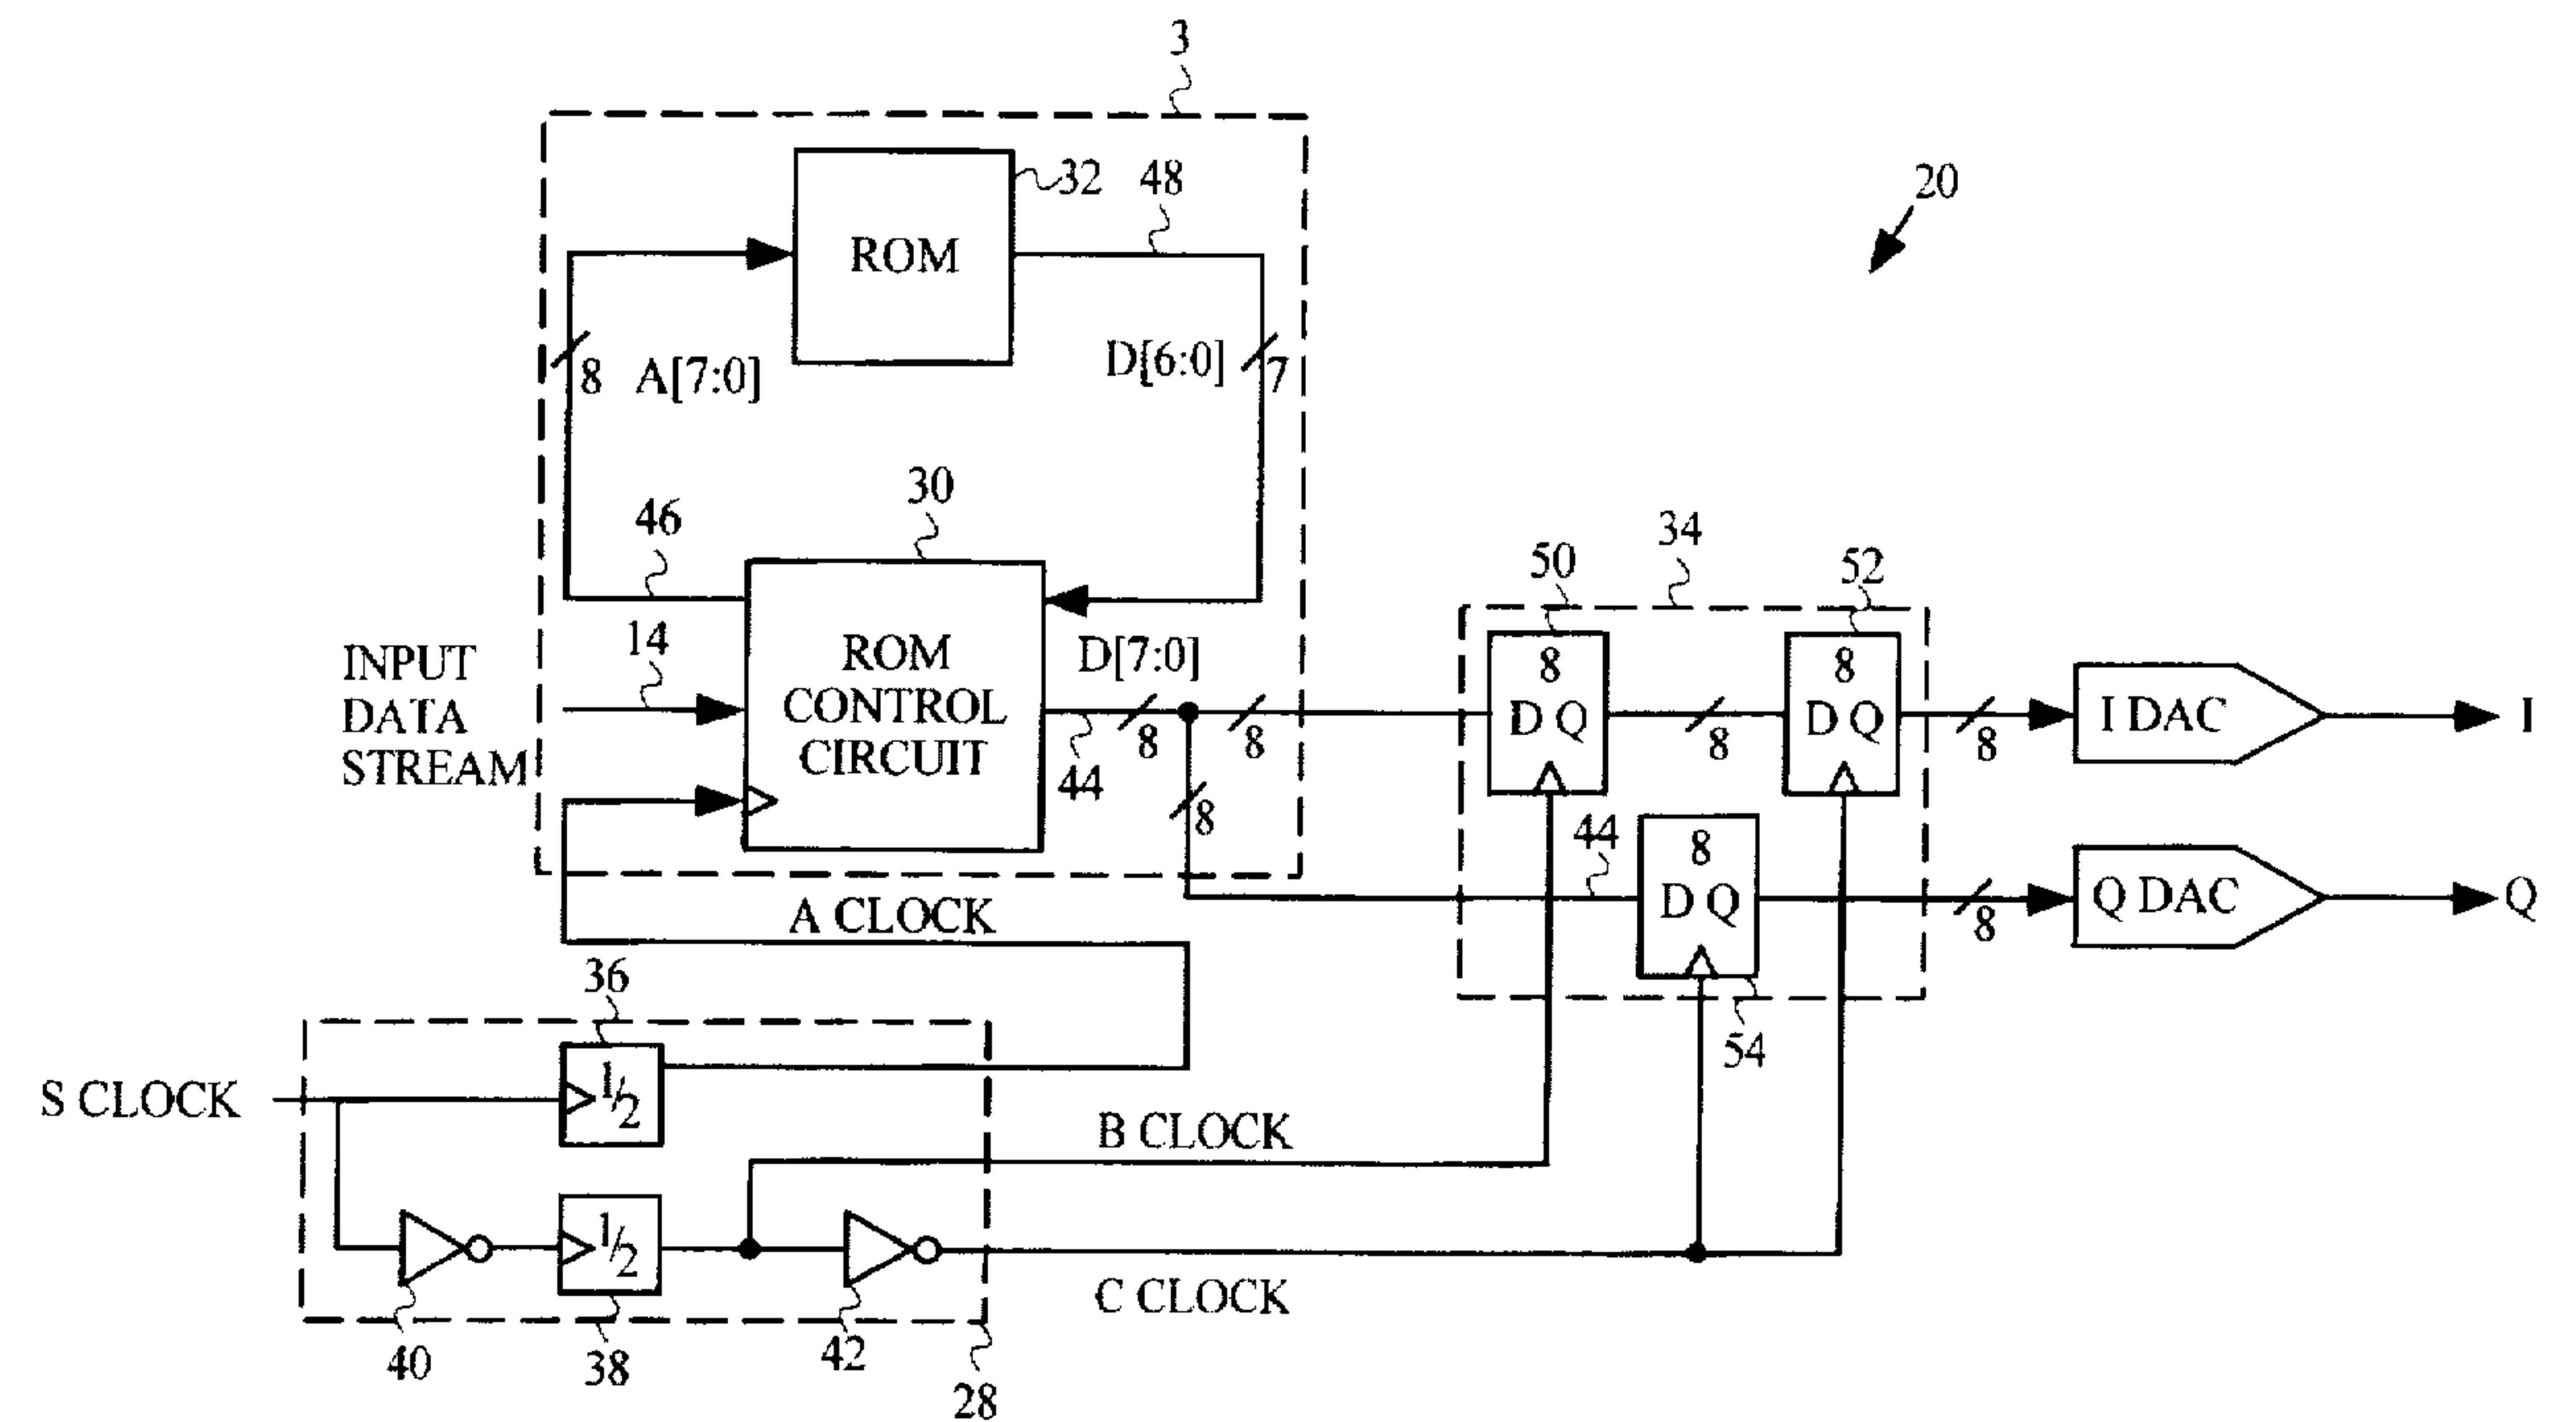 3
20
32
48
ROM
8
A[7:0]
D[6:0]
7
46
30
34
50
52
INPUT
DATA
STREAM
14
ROM
CONTROL
CIRCUIT
D[7:0]
44
8
8
8
8
D Q
8
8
D Q
8
I DAC
I
44
8
D Q
54
8
Q DAC
Q
A CLOCK
36
S CLOCK
1/2
B CLOCK
1/2
C CLOCK
40
38
42
28